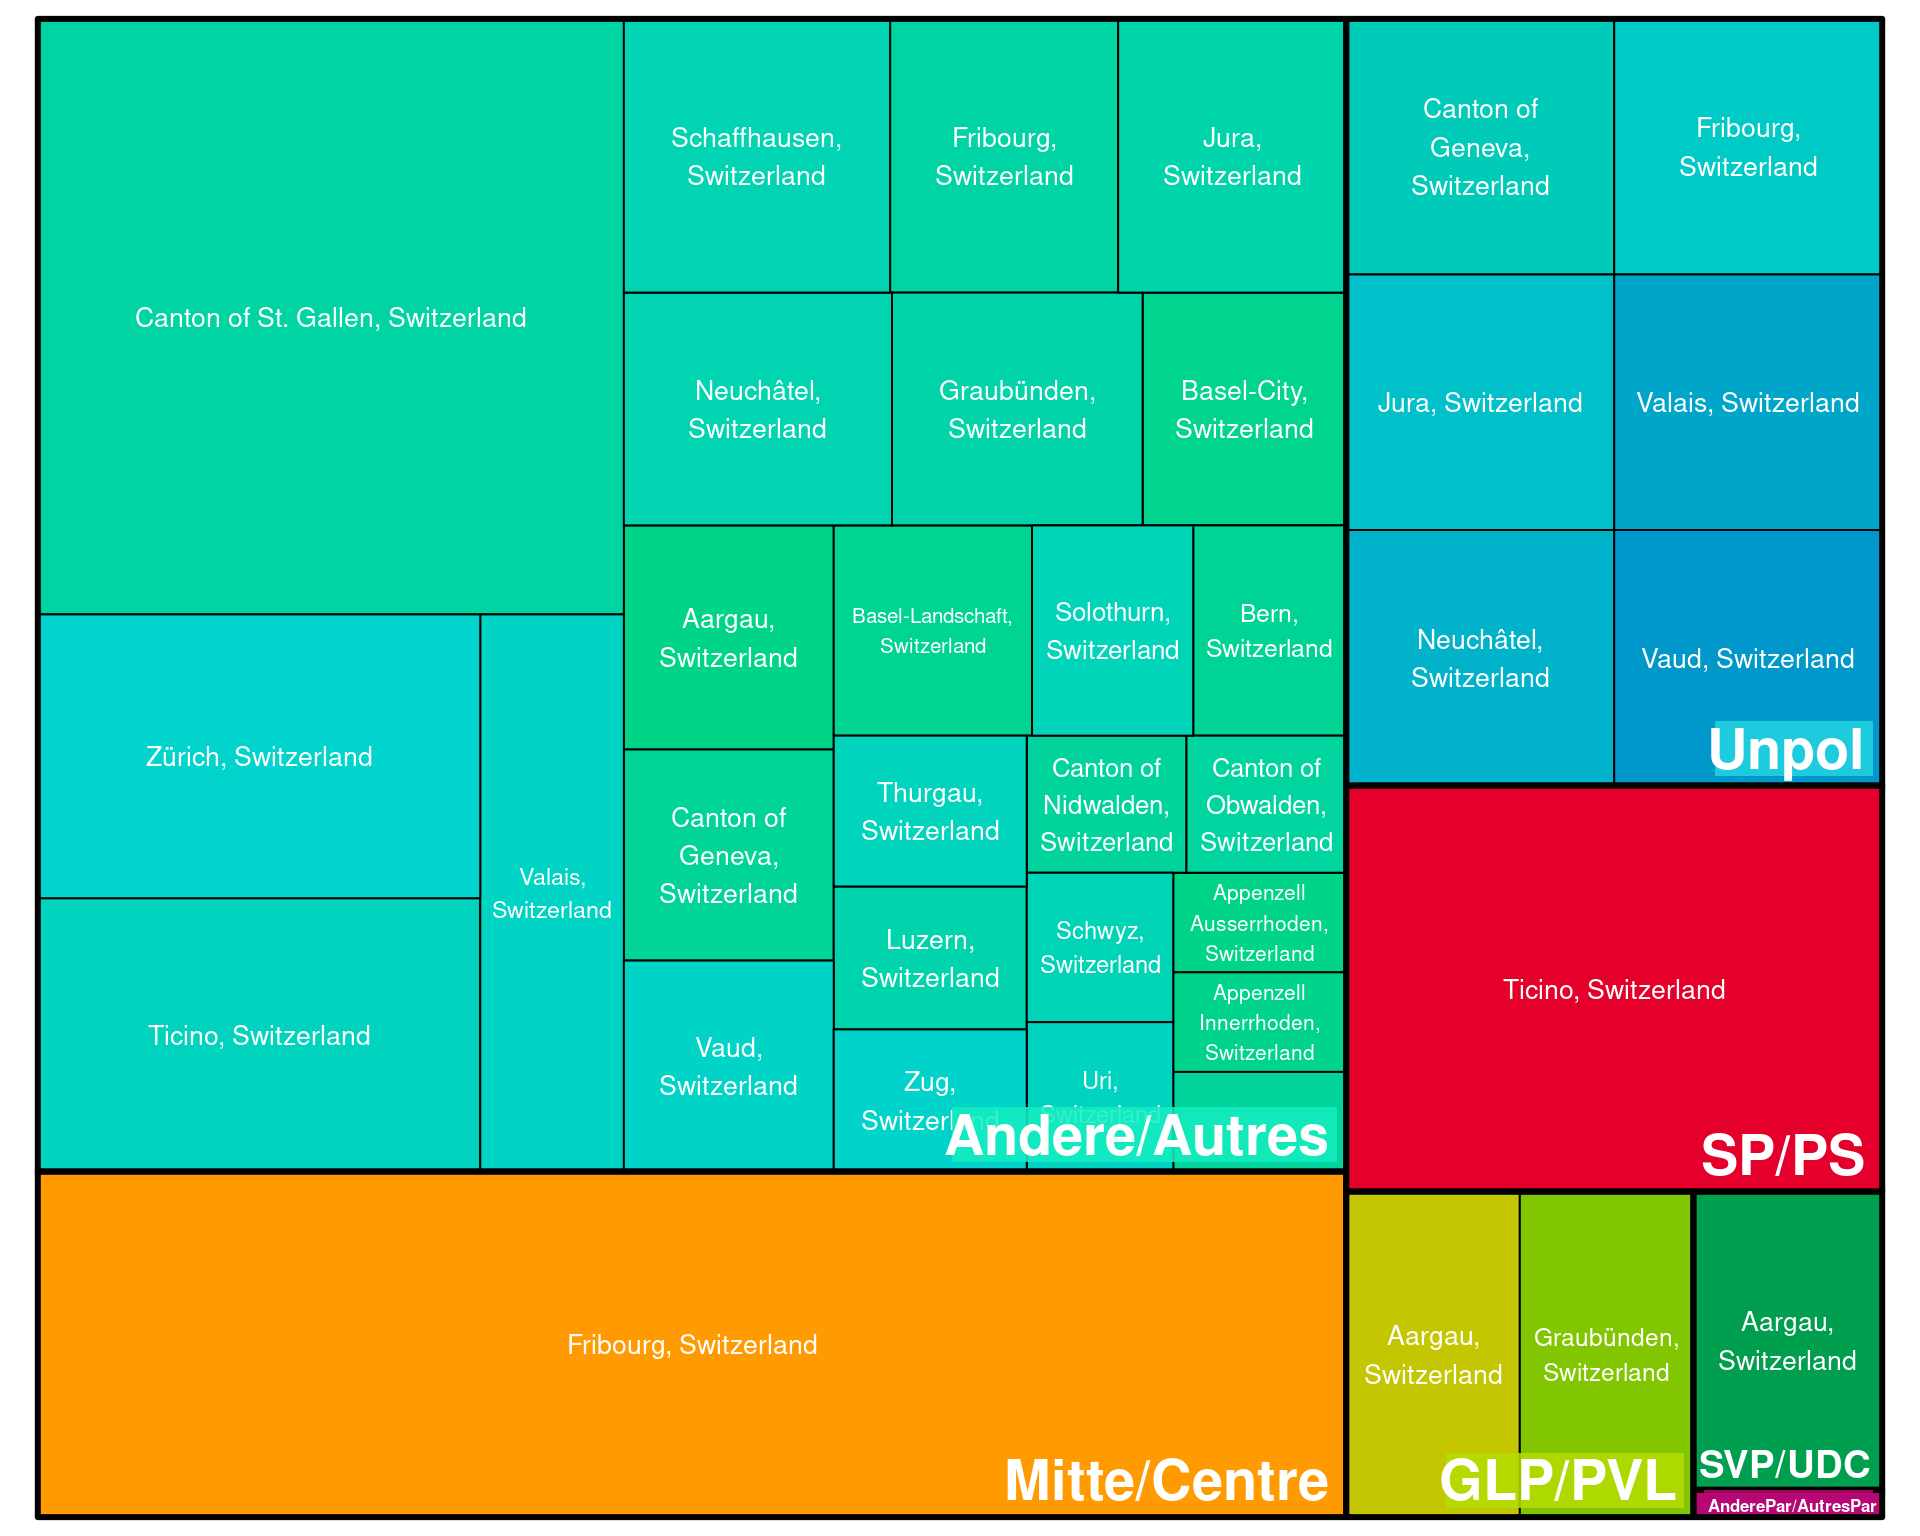 Canton of St. Gallen, Switzerland
Zürich, Switzerland
Ticino, Switzerland
Valais,
Switzerland
Schaffhausen,
Switzerland
Fribourg,
Switzerland
Jura,
Switzerland
Neuchâtel,
Switzerland
Graubünden,
Switzerland
Basel-City,
Switzerland
Aargau,
Switzerland
Basel-Landschaft,
Switzerland
Solothurn,
Switzerland
Bern,
Switzerland
Canton of
Geneva,
Switzerland
Vaud,
Switzerland
Thurgau,
Switzerland
Luzern,
Switzerland
Zug,
Switzerland
Canton of
Nidwalden,
Switzerland
Canton of
Obwalden,
Switzerland
Schwyz,
Switzerland
Uri,
Switzerland
Appenzell
Ausserrhoden,
Switzerland
Appenzell
Innerrhoden,
Switzerland
Andere/Autres
Fribourg, Switzerland
Mitte/Centre
Canton of
Geneva,
Switzerland
Fribourg,
Switzerland
Jura, Switzerland
Valais, Switzerland
Neuchâtel,
Switzerland
Vaud, Switzerland
Unpol
Ticino, Switzerland
SP/PS
Aargau,
Switzerland
Graubünden,
Switzerland
GLP/PVL
Aargau,
Switzerland
SVP/UDC
AnderePar/AutresPar